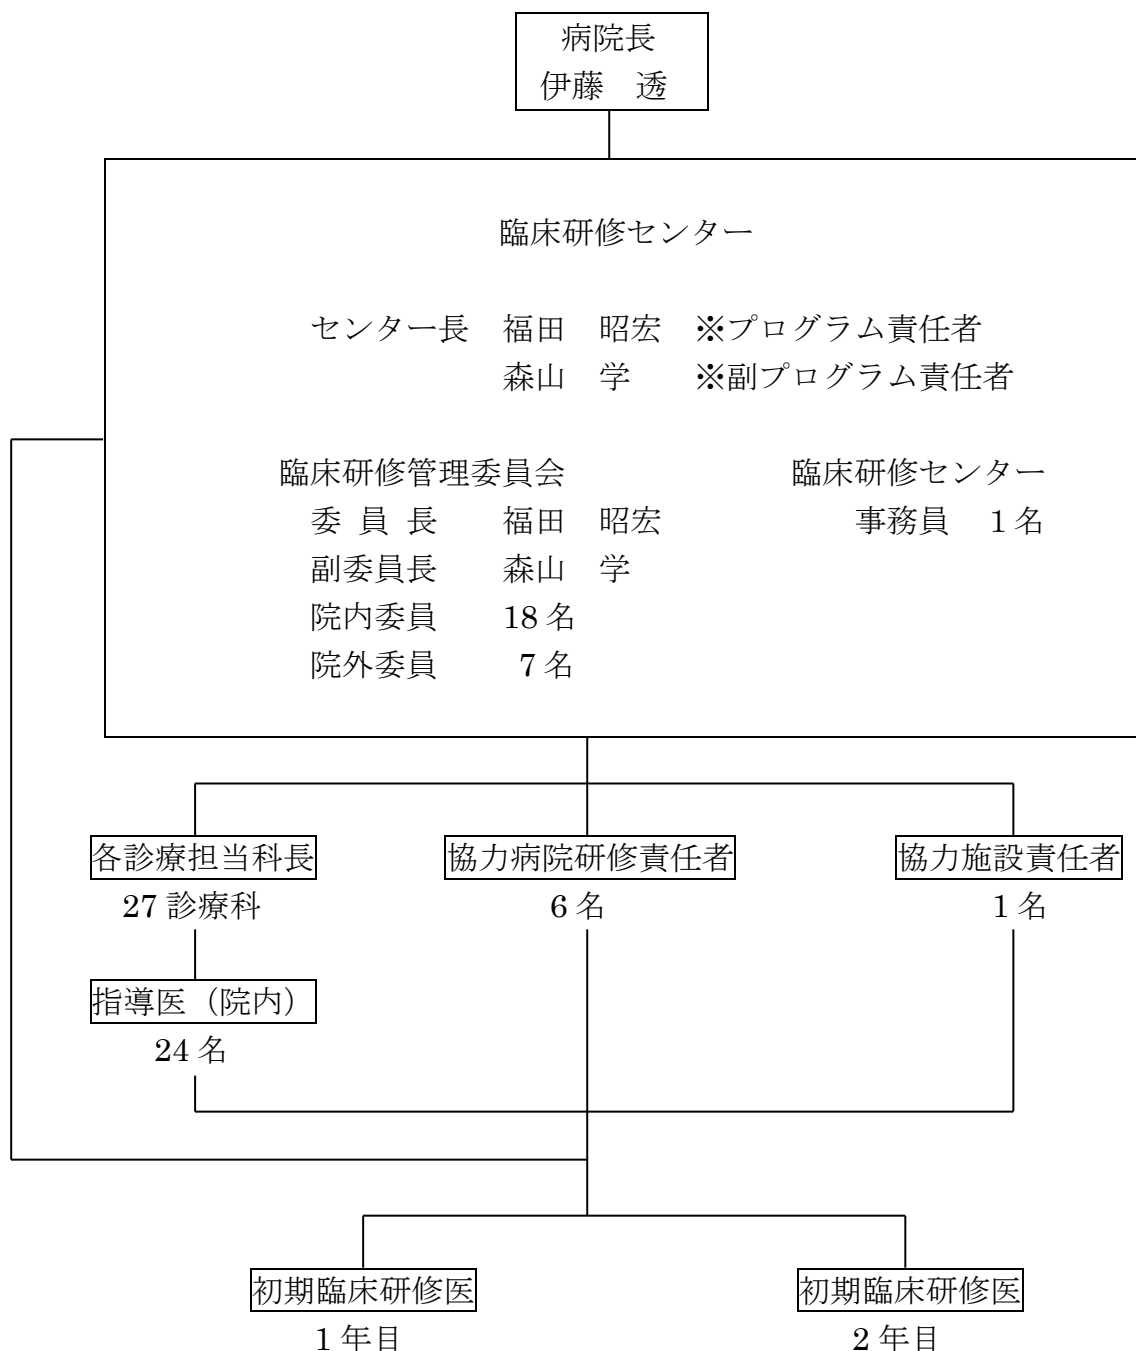 病院長
伊藤　透
臨床研修センター
センター長　福田　昭宏　※プログラム責任者
森山　学　　※副プログラム責任者
臨床研修管理委員会
委 員 長　　福田　昭宏
副委員長　　森山　学
院内委員　　18 名
院外委員　　7 名
臨床研修センター
事務員　1 名
各診療担当科長
27 診療科
協力病院研修責任者
6 名
協力施設責任者
1 名
指導医（院内）
24 名
初期臨床研修医
1 年目
初期臨床研修医
2 年目